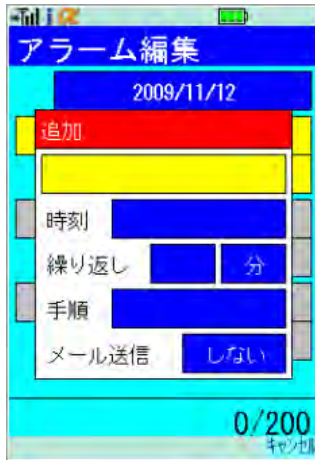 アラーム編集
2009/11/12
追加
時刻
繰り返し 分
手順
メール送信 しない
0/200
キャンセル